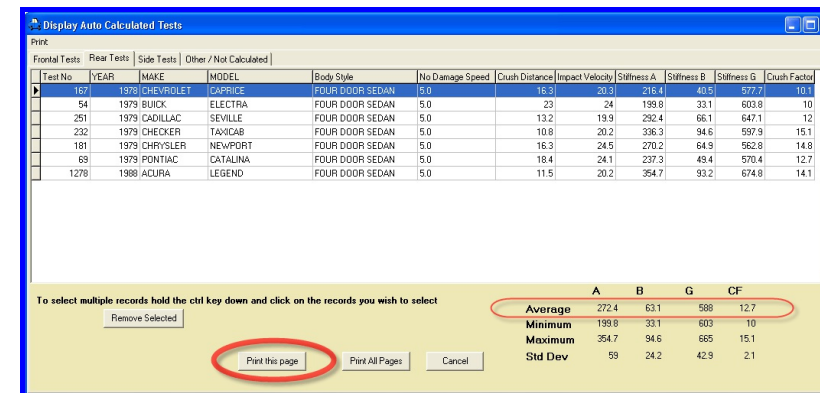 Display Auto Calculated Tests
Print
Frontal Tests Rear Tests Side Tests Other / Not Calculated
Test No YEAR MAKE MODEL Body Style No Damage Speed Crush Distance Impact Velocity Stiffness A Stiffness B Stiffness G Crush Factor
167 1978 CHEVROLET CAPRICE FOUR DOOR SEDAN 5.0 16.3 20.3 216.4 40.5 577.7 10.1
54 1979 BUICK ELECTRA FOUR DOOR SEDAN 5.0 23 24 199.8 33.1 603.8 10
251 1979 CADILLAC SEVILLE FOUR DOOR SEDAN 5.0 13.2 19.9 292.4 66.1 647.1 12
232 1979 CHECKER TAXICAB FOUR DOOR SEDAN 5.0 10.8 20.2 336.3 94.6 597.9 15.1
181 1979 CHRYSLER NEWPORT FOUR DOOR SEDAN 5.0 16.3 24.5 270.2 64.9 562.8 14.8
69 1979 PONTIAC CATALINA FOUR DOOR SEDAN 5.0 18.4 24.1 237.3 49.4 570.4 12.7
1278 1988 ACURA LEGEND FOUR DOOR SEDAN 5.0 11.5 20.2 354.7 93.2 674.8 14.1
A B G CF
To select multiple records hold the ctrl key down and click on the records you wish to select
Average 272.4 63.1 588 12.7
Remove Selected
Minimum 199.8 33.1 603 10
Maximum 354.7 94.6 665 15.1
Print this page Print All Pages Cancel
Std Dev 59 24.2 42.9 2.1